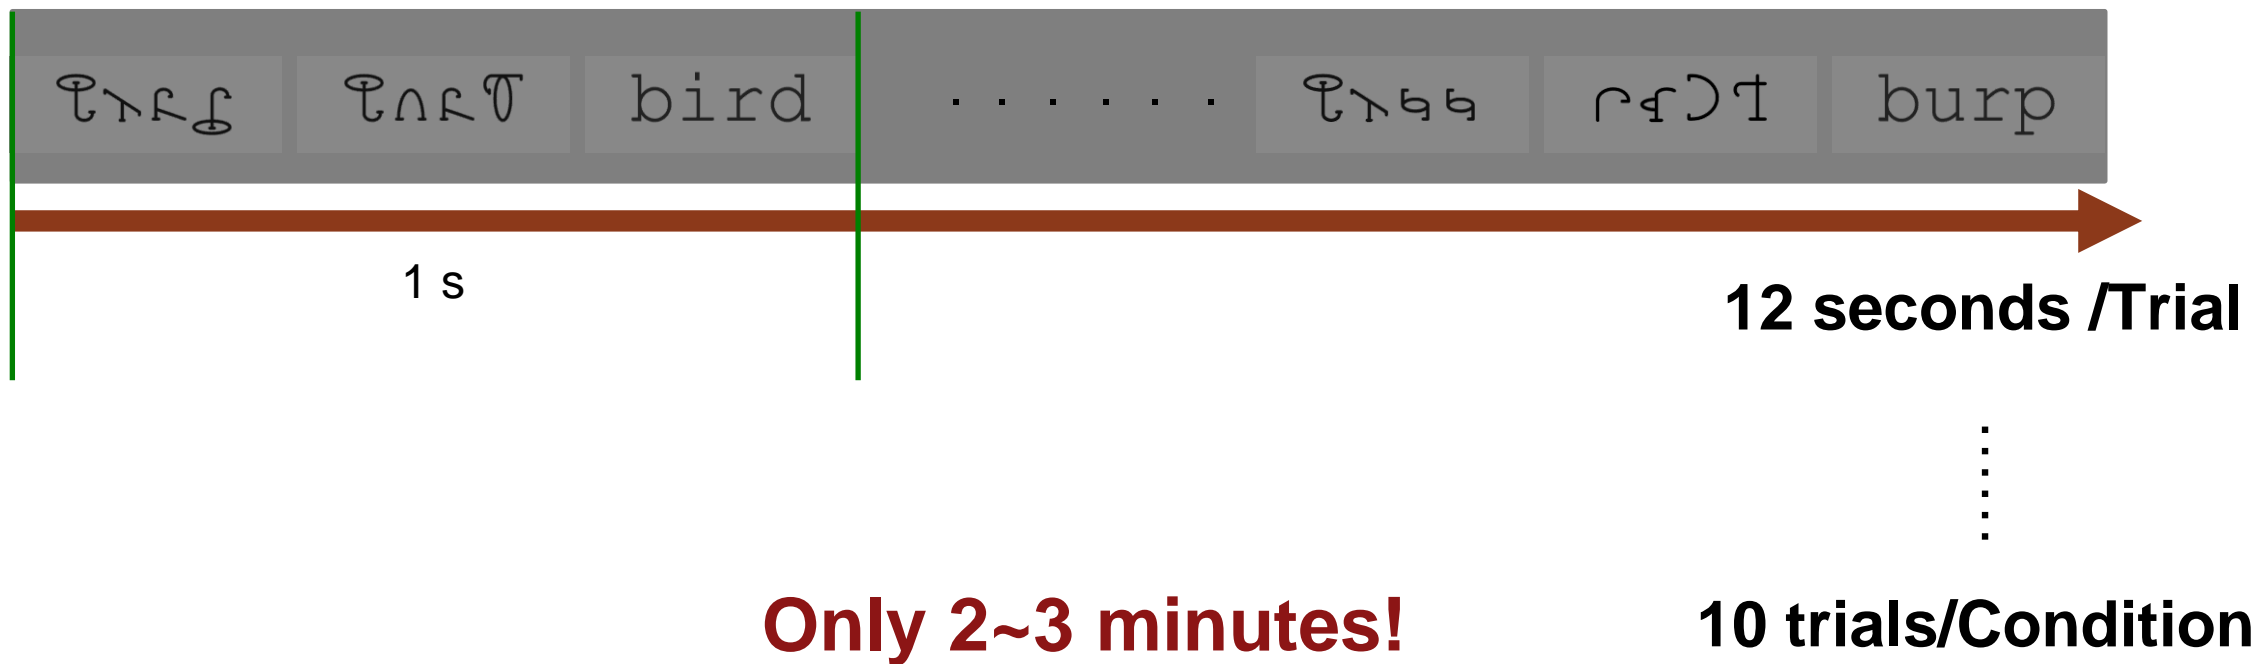 bird . . . . . . burp
1 s
12 seconds /Trial
Only 2~3 minutes!
10 trials/Condition